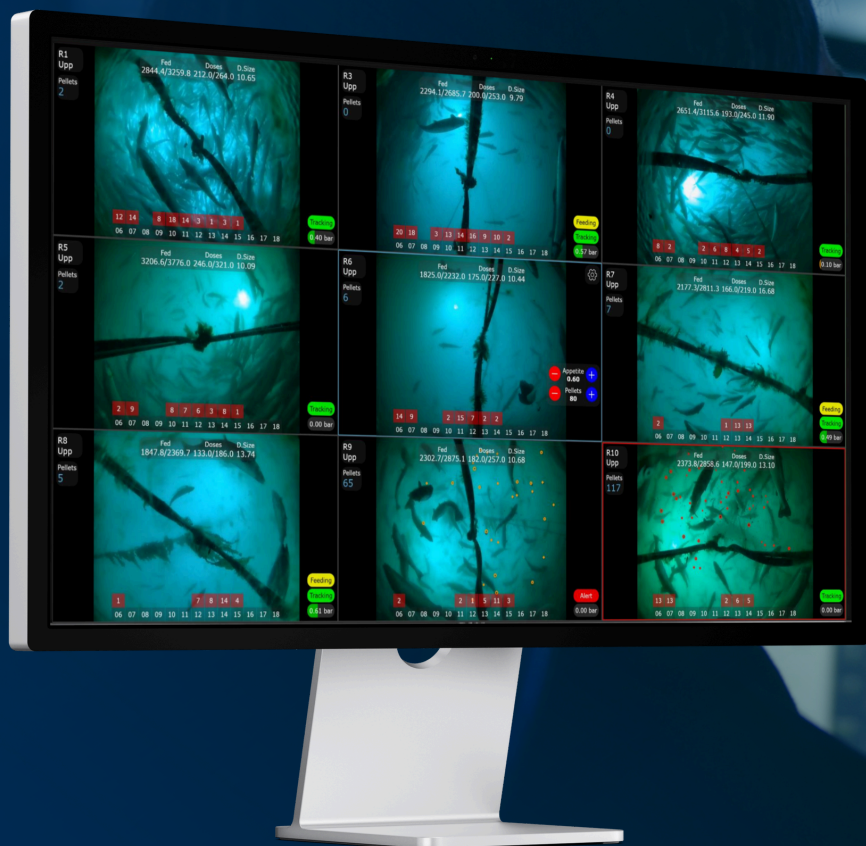 R1
Upp
Pellets
2
Fed Doses D.Size
2844.4/3259.8 212.0/264.0 10.65
12 14 8 18 14 3 1 3 1
06 07 08 09 10 11 12 13 14 15 16 17 18
Tracking
0.40 bar
R3
Upp
Pellets
0
Fed Doses D.Size
2294.1/2685.7 200.0/253.0 9.79
20 18 3 13 14 16 9 10 2
06 07 08 09 10 11 12 13 14 15 16 17 18
Feeding
Tracking
0.57 bar
R4
Upp
Pellets
0
Fed Doses D.Size
2651.4/3115.6 193.0/245.0 11.90
8 2 2 6 8 4 5 2
06 07 08 09 10 11 12 13 14 15 16 17 18
Tracking
0.10 bar
R5
Upp
Pellets
2
Fed Doses D.Size
3206.6/3776.0 246.0/321.0 10.09
2 9 8 7 6 3 8 1
06 07 08 09 10 11 12 13 14 15 16 17 18
Tracking
0.00 bar
R6
Upp
Pellets
6
Fed Doses D.Size
1825.0/2232.0 175.0/227.0 10.44
Appetite
0.60
Pellets
80
14 9 2 15 7 2 2
06 07 08 09 10 11 12 13 14 15 16 17 18
R7
Upp
Pellets
7
Fed Doses D.Size
2177.3/2811.3 166.0/219.0 16.68
2 1 13 13
06 07 08 09 10 11 12 13 14 15 16 17 18
Feeding
Tracking
0.49 bar
R8
Upp
Pellets
5
Fed Doses D.Size
1847.8/2369.7 133.0/186.0 13.74
1 7 8 14 4
06 07 08 09 10 11 12 13 14 15 16 17 18
Feeding
Tracking
0.61 bar
R9
Upp
Pellets
65
Fed Doses D.Size
2302.7/2875.1 182.0/257.0 10.68
2 2 1 5 11 3
06 07 08 09 10 11 12 13 14 15 16 17 18
Alert
0.00 bar
R10
Upp
Pellets
117
Fed Doses D.Size
2373.8/2858.6 147.0/199.0 13.10
13 13 2 6 5
06 07 08 09 10 11 12 13 14 15 16 17 18
Tracking
0.00 bar